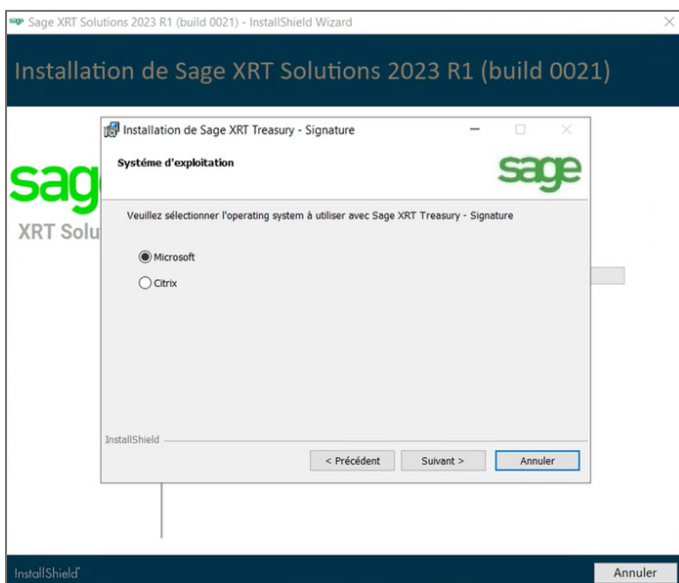 Sage XRT Solutions 2023 R1 (build 0021) - InstallShield Wizard
Installation de Sage XRT Solutions 2023 R1 (build 0021)
Installation de Sage XRT Treasury - Signature
Systéme d'exploitation
sage
sag
XRT Solu
Veuillez sélectionner l'operating system à utiliser avec Sage XRT Treasury - Signature
Microsoft
Citrix
InstallShield
< Précédent
Suivant >
Annuler
InstallShield
Annuler